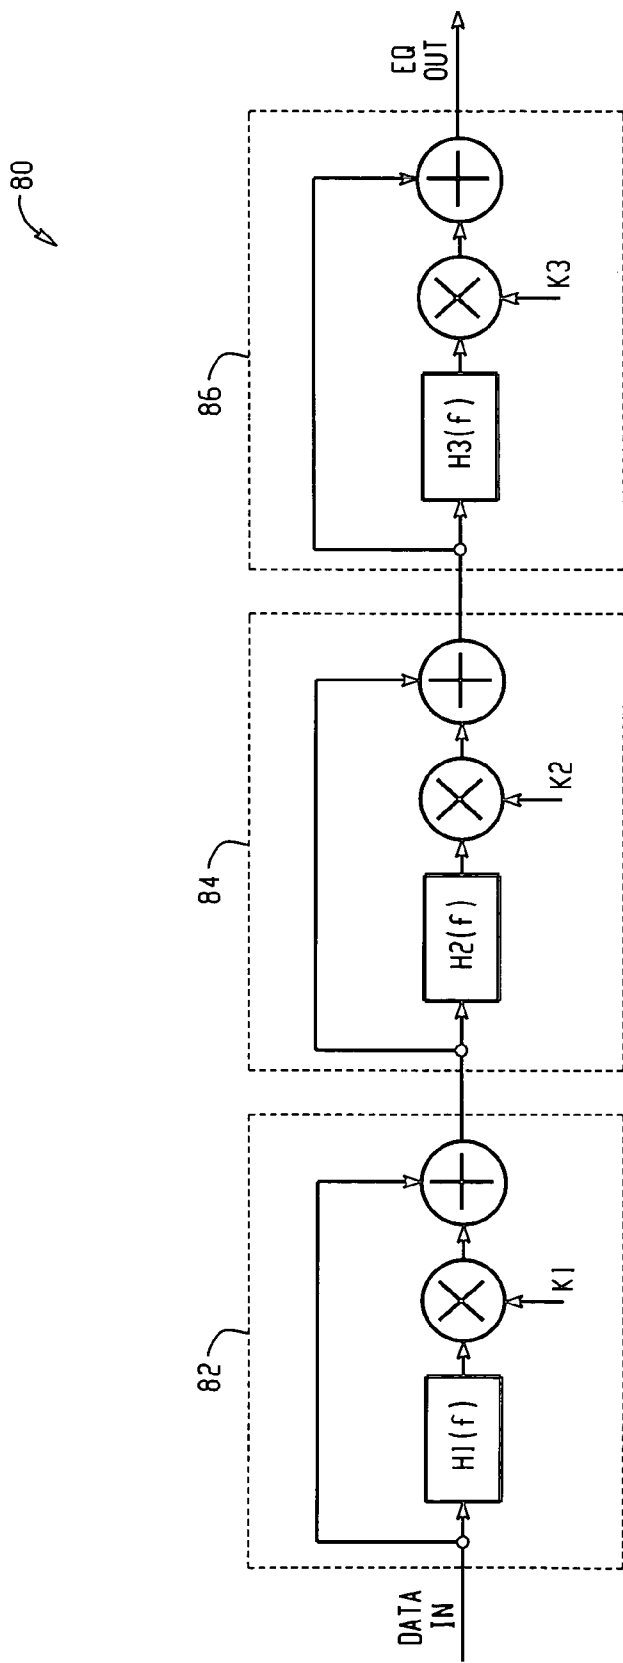 80
82
84
86
DATA
IN
H1(f)
K1
H2(f)
K2
H3(f)
K3
EQ
OUT